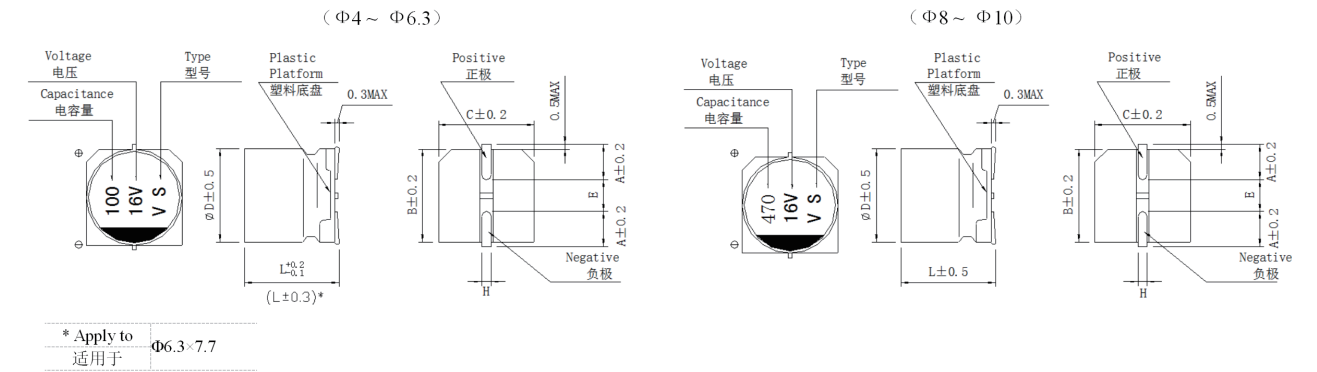 （Φ4～ Φ6.3）
Voltage
电压
Type
型号
Capacitance
电容量
Plastic
Platform
塑料底盘
0.3MAX
Positive
正极
C±0.2
0.5MAX
⊕
⊖
100
16V
V S
ØD±0.5
B±0.2
A±0.2
E
A±0.2
L+0.2-0.1
(L±0.3)*
H
Negative
负极
* Apply to
适用于
Φ6.3×7.7
（Φ8～ Φ10）
Voltage
电压
Type
型号
Capacitance
电容量
Plastic
Platform
塑料底盘
0.3MAX
Positive
正极
C±0.2
0.5MAX
⊕
⊖
470
16V
V S
ØD±0.5
B±0.2
A±0.2
E
A±0.2
L±0.5
H
Negative
负极